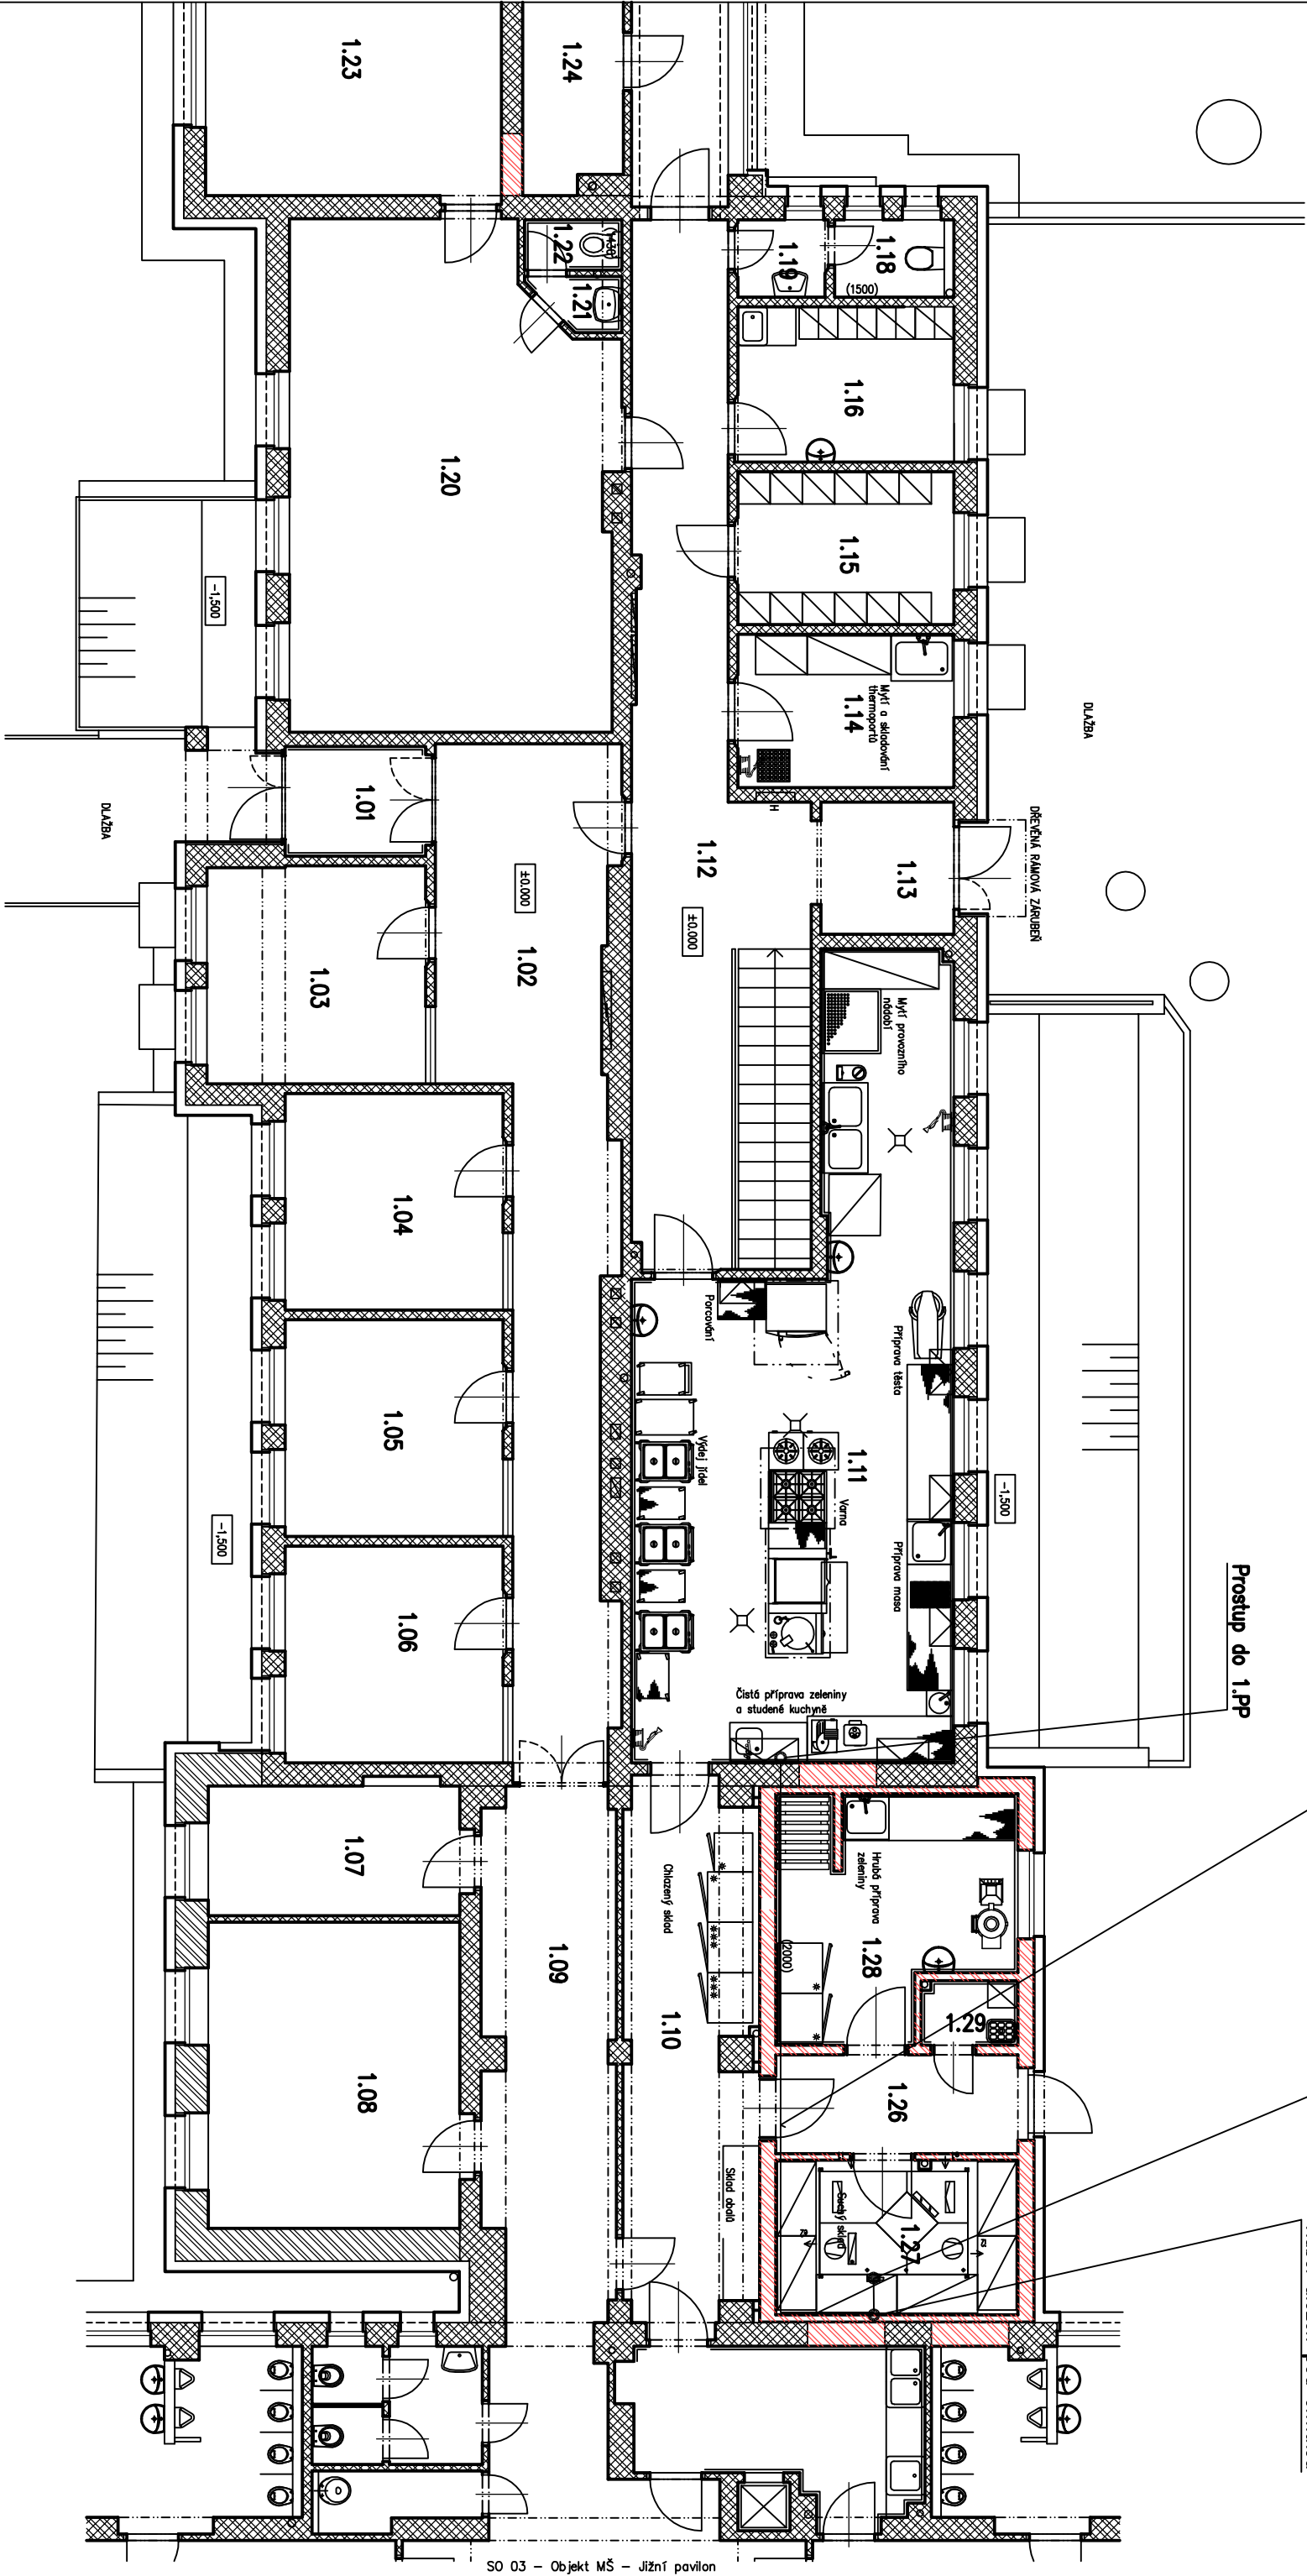 1.23
1.24
1.22
(1430)
1.21
1.19
1.18
(1500)
1.16
1.20
1.15
-1,500
Mytí a skladování
thermoportů
1.14
DLAŽBA
H
1.01
DLAŽBA
1.12
1.13
DŘEVĚNÁ RÁMOVÁ ZÁRUBEŇ
±0.000
±0.000
1.02
1.03
Mytí provozního
nádobí
1.04
Porcování
Příprava těsta
1.05
Výdej jídel
1.11
Varna
-1,500
-1,500
Příprava masa
1.06
Prostup do 1.PP
Čistá příprava zeleniny
a studené kuchyně
1.07
Chlazený sklad
Hrubá příprava
zeleniny
1.28
(2000)
1.09
1.10
1.29
1.08
1.26
Sklad obalů
Suchý sklad
1.27
SO 03 - Objekt MŠ - Jižní pavilon